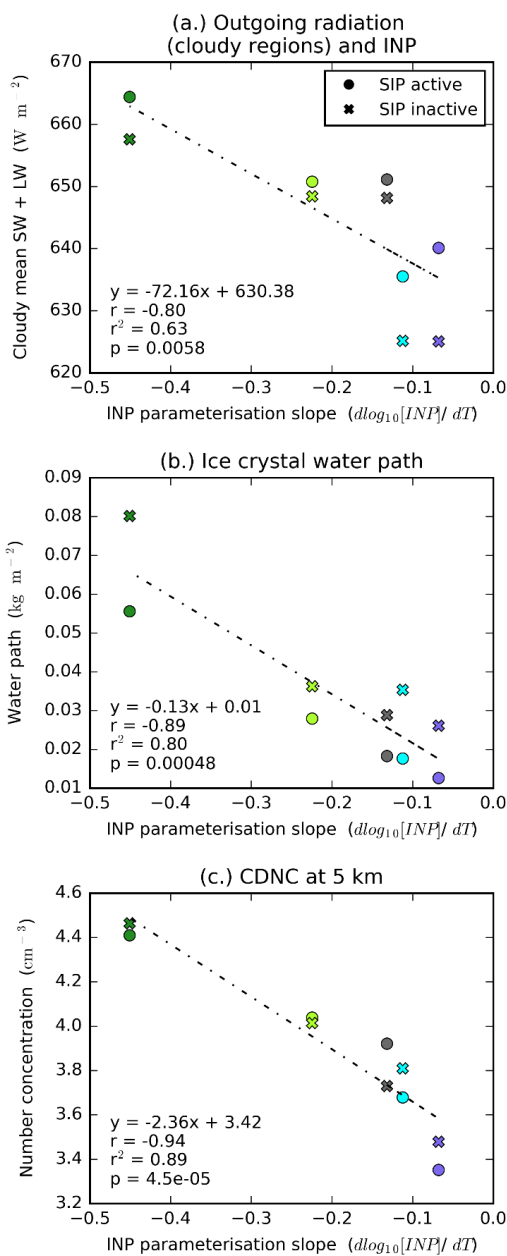 (a.) Outgoing radiation
(cloudy regions) and INP
Cloudy mean SW + LW (W m⁻²)
670
660
650
640
630
620
SIP active
SIP inactive
y = -72.16x + 630.38
r = -0.80
r² = 0.63
p = 0.0058
−0.5 −0.4 −0.3 −0.2 −0.1 0.0
INP parameterisation slope (dlog₁₀[INP]/ dT)
(b.) Ice crystal water path
Water path (kg m⁻²)
0.09
0.08
0.07
0.06
0.05
0.04
0.03
0.02
0.01
y = -0.13x + 0.01
r = -0.89
r² = 0.80
p = 0.00048
−0.5 −0.4 −0.3 −0.2 −0.1 0.0
INP parameterisation slope (dlog₁₀[INP]/ dT)
(c.) CDNC at 5 km
Number concentration (cm⁻³)
4.6
4.4
4.2
4.0
3.8
3.6
3.4
3.2
y = -2.36x + 3.42
r = -0.94
r² = 0.89
p = 4.5e-05
−0.5 −0.4 −0.3 −0.2 −0.1 0.0
INP parameterisation slope (dlog₁₀[INP]/ dT)